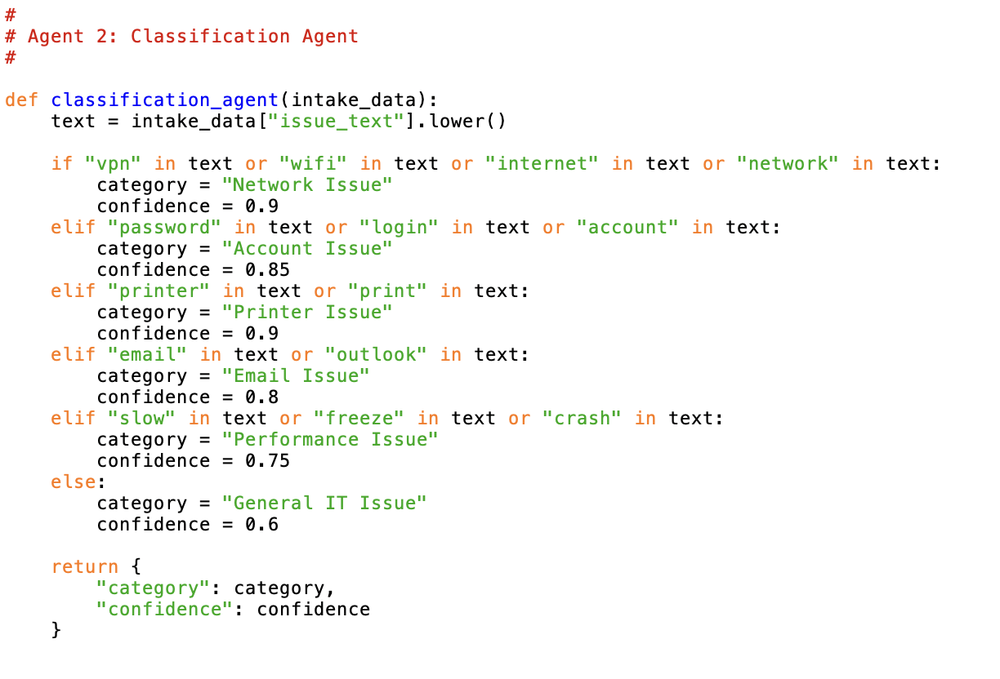 #
# Agent 2: Classification Agent
#
def classification_agent(intake_data):
    text = intake_data["issue_text"].lower()
    if "vpn" in text or "wifi" in text or "internet" in text or "network" in text:
        category = "Network Issue"
        confidence = 0.9
    elif "password" in text or "login" in text or "account" in text:
        category = "Account Issue"
        confidence = 0.85
    elif "printer" in text or "print" in text:
        category = "Printer Issue"
        confidence = 0.9
    elif "email" in text or "outlook" in text:
        category = "Email Issue"
        confidence = 0.8
    elif "slow" in text or "freeze" in text or "crash" in text:
        category = "Performance Issue"
        confidence = 0.75
    else:
        category = "General IT Issue"
        confidence = 0.6
    return {
        "category": category,
        "confidence": confidence
    }